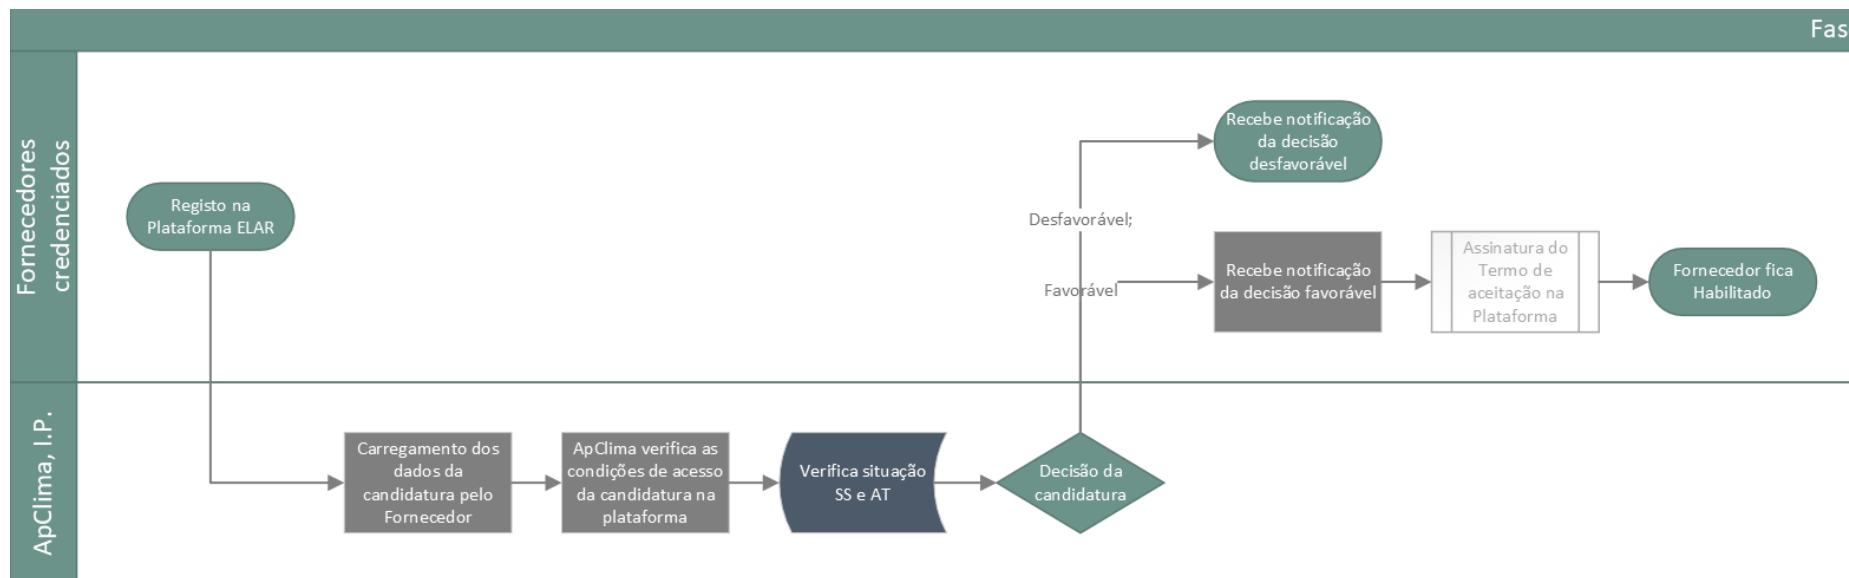 Fas
Fornecedores
credenciados
Registo na
Plataforma ELAR
Recebe notificação
da decisão
desfavorável
Desfavorável;
Favorável
Recebe notificação
da decisão favorável
Assinatura do
Termo de
aceitação na
Plataforma
Fornecedor fica
Habilitado
ApClima, I.P.
Carregamento dos
dados da
candidatura pelo
Fornecedor
ApClima verifica as
condições de acesso
da candidatura na
plataforma
Verifica situação
SS e AT
Decisão da
candidatura